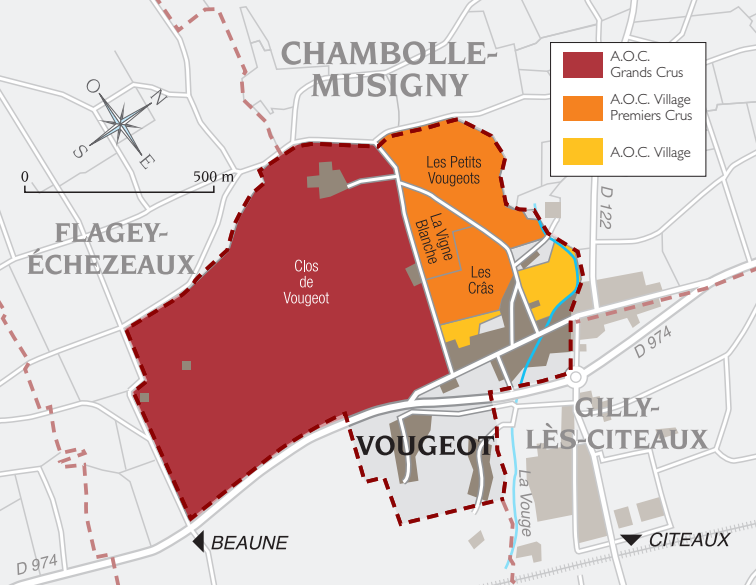 CHAMBOLLE-
MUSIGNY
A.O.C.
Grands Crus
A.O.C. Village
Premiers Crus
A.O.C. Village
O
N
S
E
0
500 m
Les Petits
Vougeots
D 122
FLAGEY-
ÉCHEZEAUX
La Vigne
Blanche
Clos
de
Vougeot
Les
Crâs
D 974
GILLY-
LÈS-CITEAUX
VOUGEOT
La Vouge
BEAUNE
CITEAUX
D 974